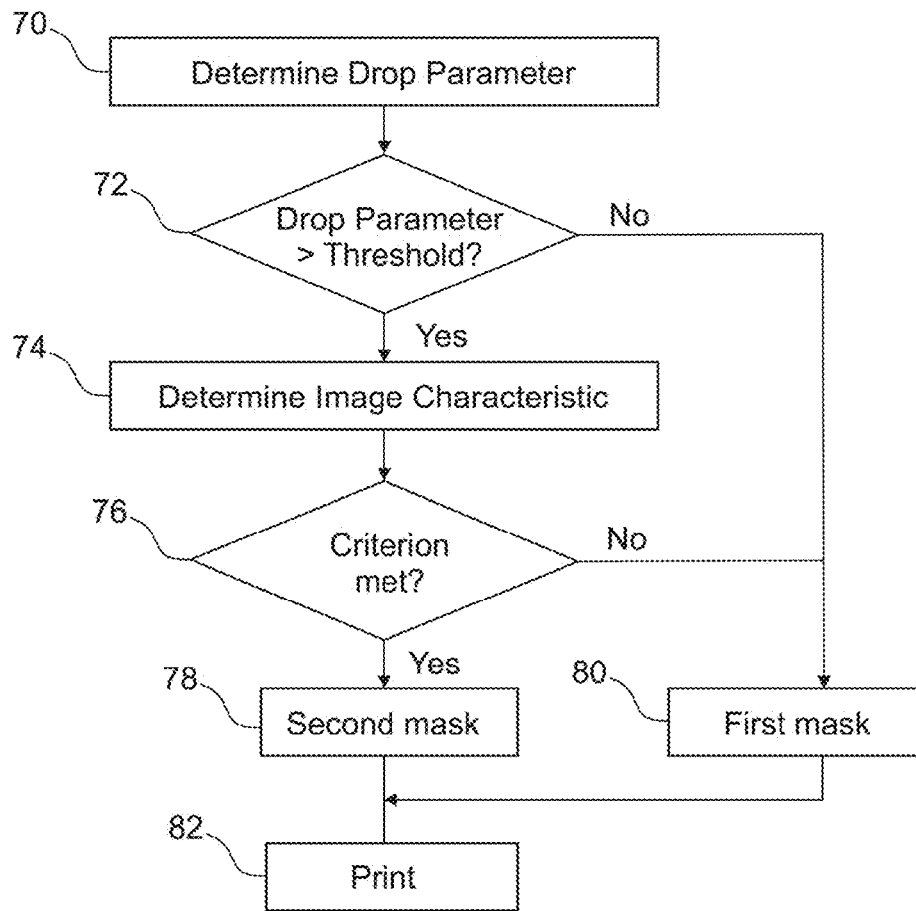 70
Determine Drop Parameter
72
Drop Parameter
> Threshold?
No
Yes
74
Determine Image Characteristic
76
Criterion
met?
No
Yes
78
Second mask
80
First mask
82
Print